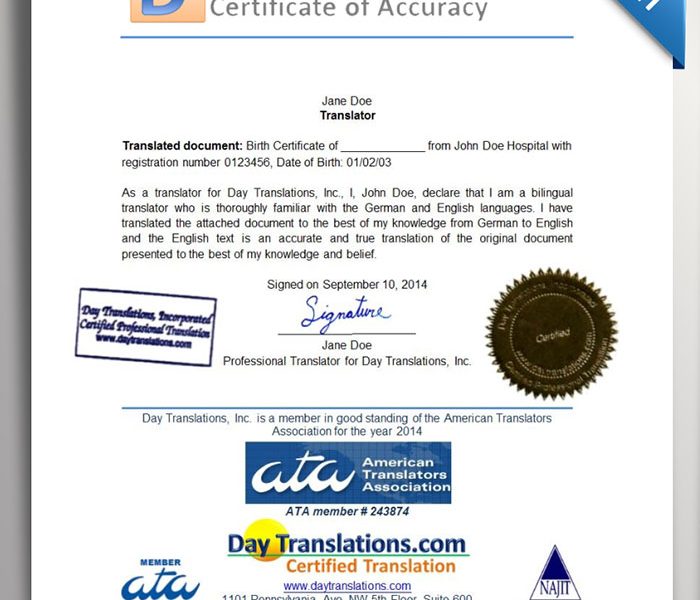 Certificate of Accuracy
Jane Doe
Translator
Translated document: Birth Certificate of _____________ from John Doe Hospital with
registration number 0123456, Date of Birth: 01/02/03
As a translator for Day Translations, Inc., I, John Doe, declare that I am a bilingual
translator who is thoroughly familiar with the German and English languages. I have
translated the attached document to the best of my knowledge from German to English
and the English text is an accurate and true translation of the original document
presented to the best of my knowledge and belief.
Signed on September 10, 2014
Signature
Jane Doe
Professional Translator for Day Translations, Inc.
Day Translations, Incorporated
Certified Professional Translation
www.daytranslations.com
Certified
Day Translations, Inc. is a member in good standing of the American Translators
Association for the year 2014
ata
American
Translators
Association
ATA member # 243874
Day Translations.com
Certified Translation
www.daytranslations.com
1101 Pennsylvania, Ave. NW 5th Floor, Suite 600
MEMBER
ata
NAJIT